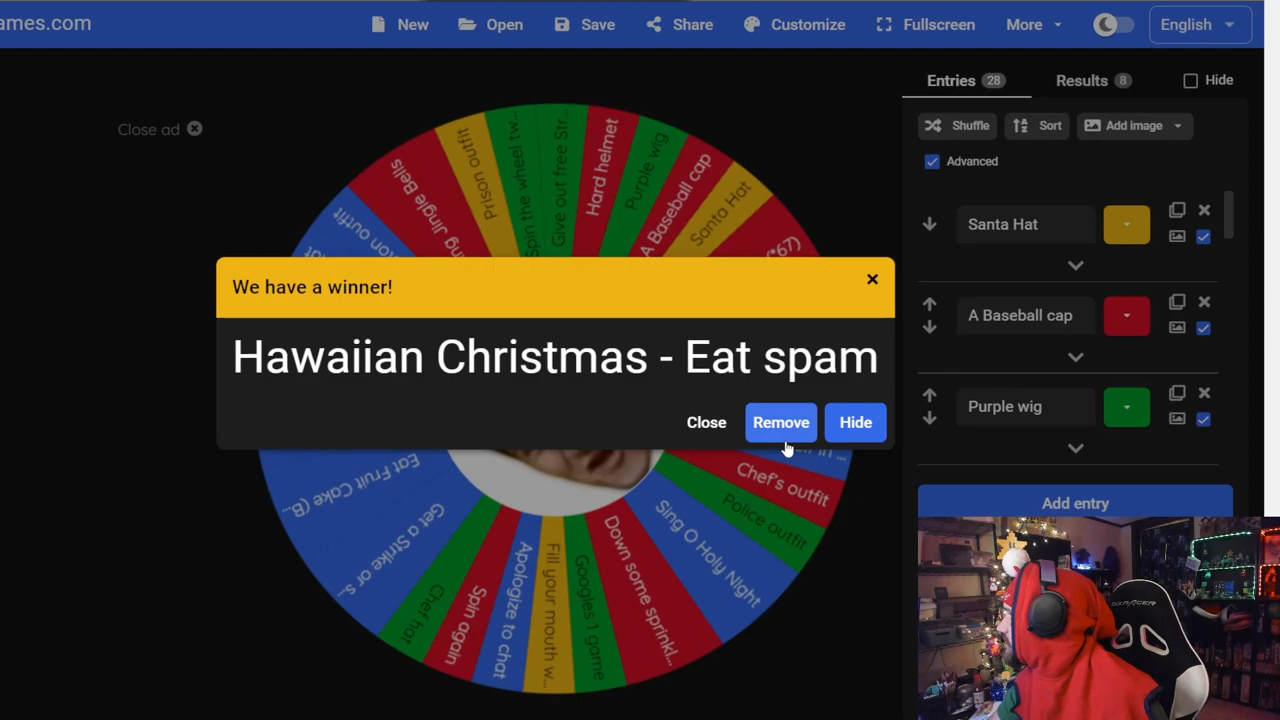 ames.com
New
Open
Save
Share
Customize
Fullscreen
More
English
Entries 28
Results 8
Hide
Close ad
Shuffle
Sort
Add image
Advanced
Santa Hat
A Baseball cap
Purple wig
Add entry
We have a winner!
Hawaiian Christmas - Eat spam
Close
Remove
Hide
Jingle Bells
Prison outfit
Spin the wheel tw...
Give out free Str...
Hard helmet
Purple wig
A Baseball cap
Santa Hat
(*67)
outfit
Chef's outfit
Police outfit
Sing O Holy Night
Down some sprinkl...
Googles 1 game
Fill your mouth w...
Apologize to chat
Spin again
Chef hat
Get a Strike or s...
Eat Fruit Cake (B...